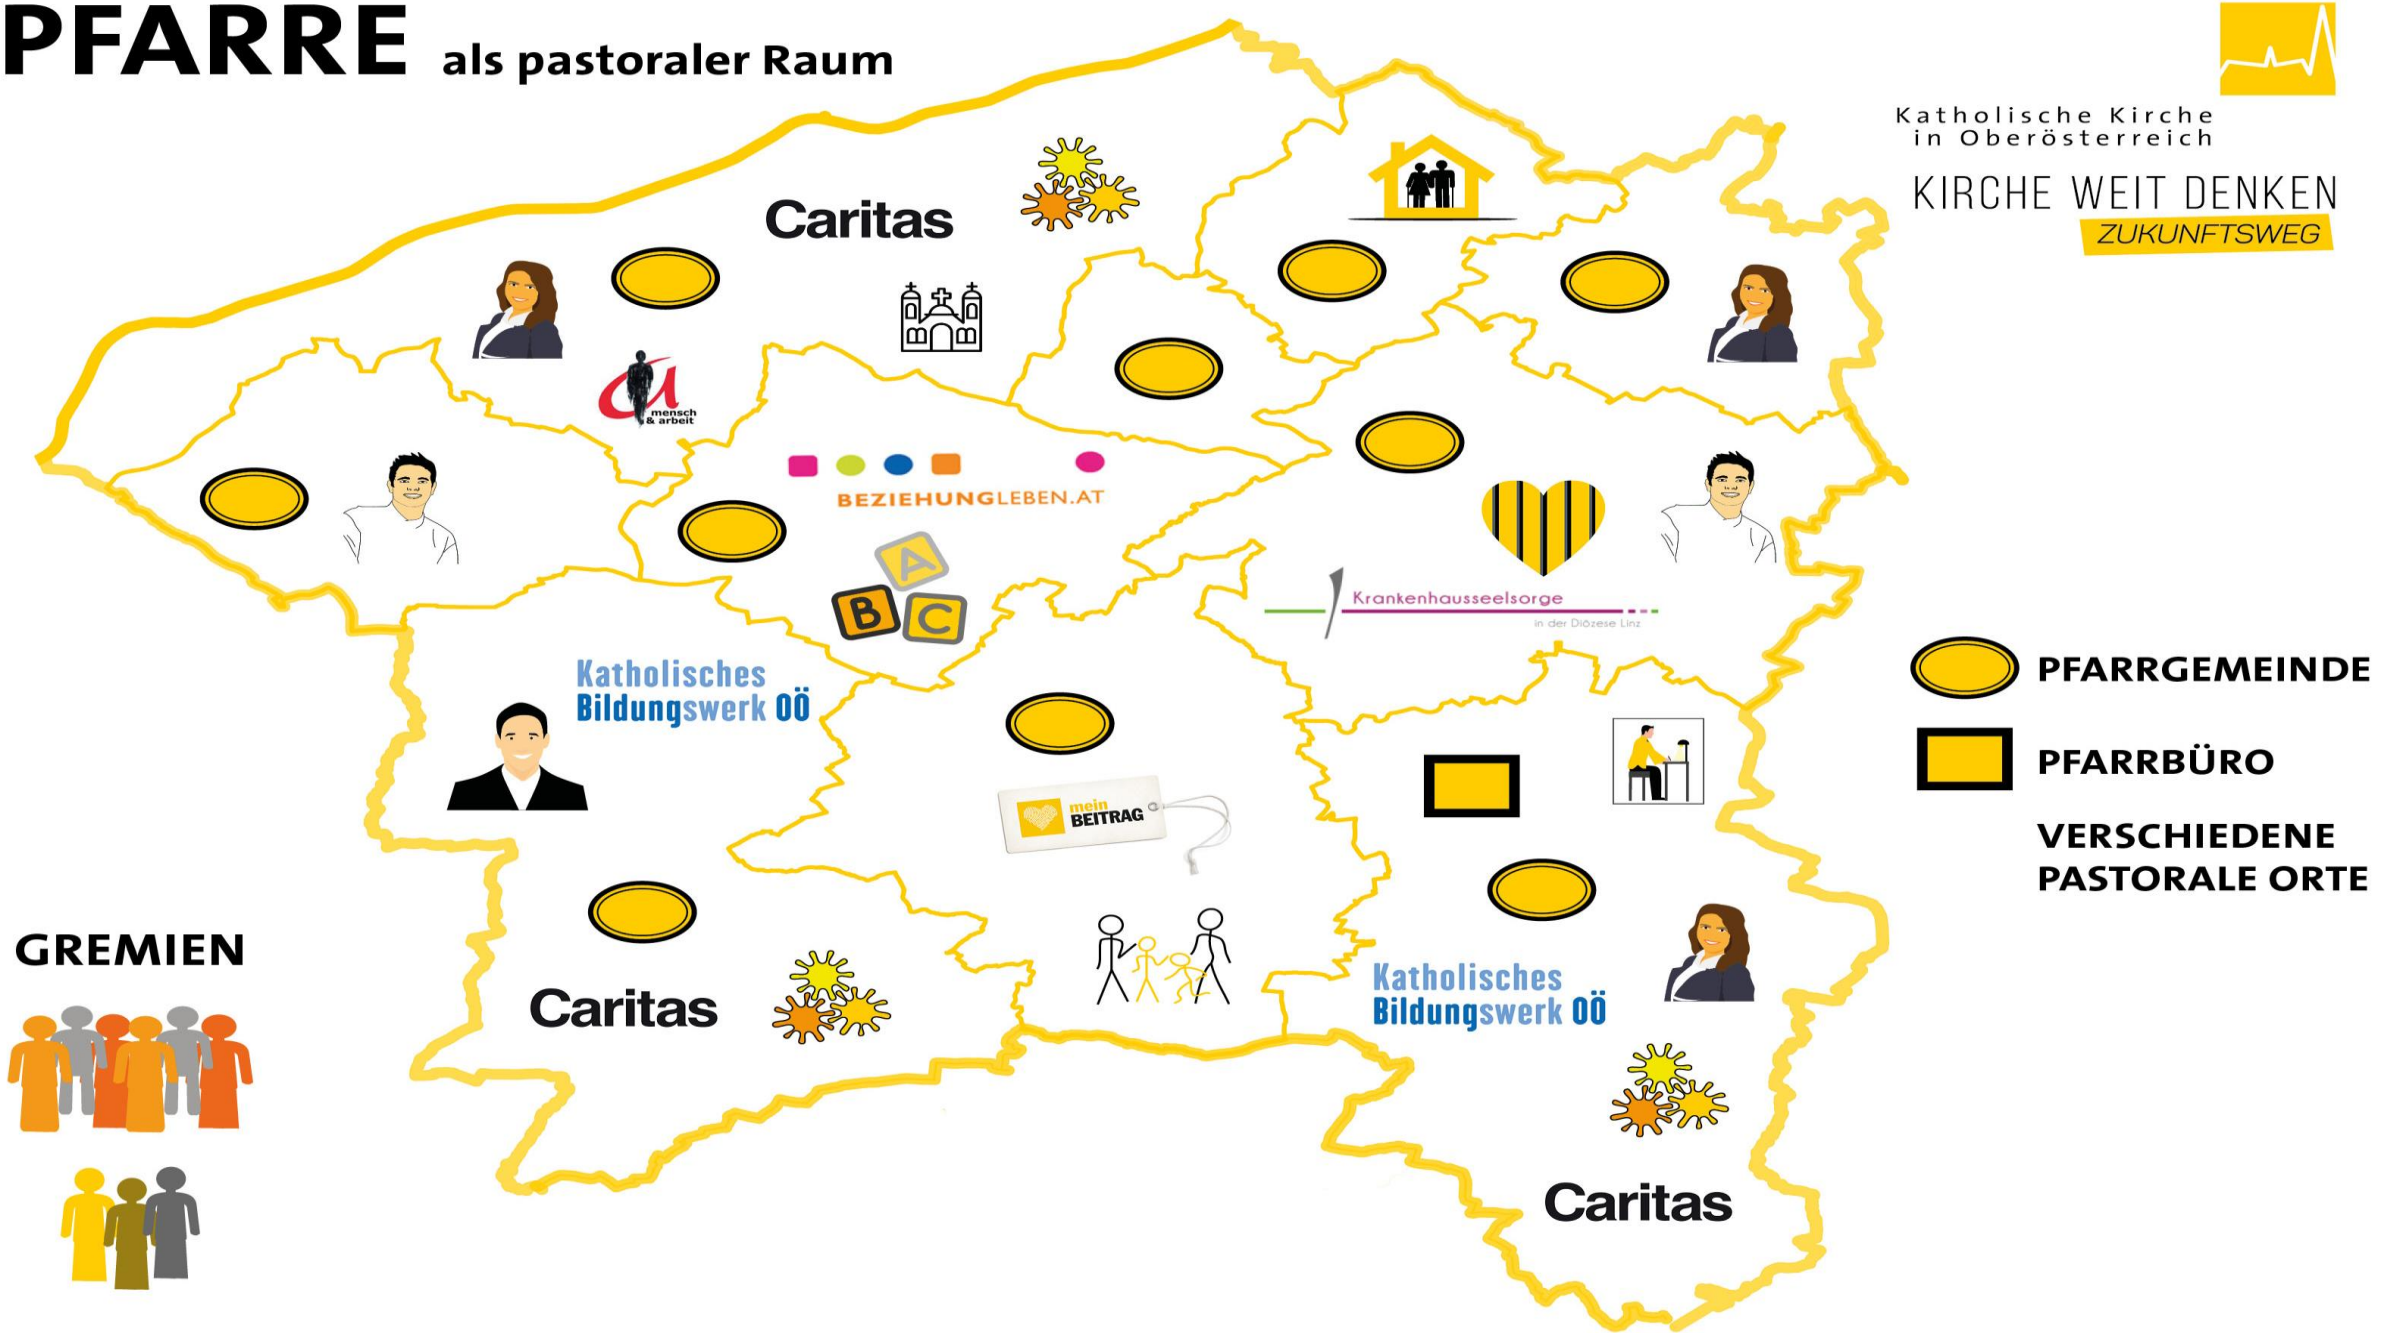 PFARRE als pastoraler Raum
Katholische Kirche
in Oberösterreich
KIRCHE WEIT DENKEN
ZUKUNFTSWEG
Caritas
mensch
& arbeit
BEZIEHUNGLEBEN.AT
A
B C
Krankenhausseelsorge
in der Diözese Linz
Katholisches
Bildungswerk OÖ
mein
BEITRAG
PFARRGEMEINDE
PFARRBÜRO
VERSCHIEDENE
PASTORALE ORTE
GREMIEN
Caritas
Katholisches
Bildungswerk OÖ
Caritas